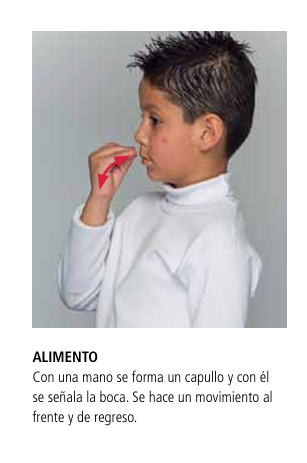 ALIMENTO
Con una mano se forma un capullo y con él
se señala la boca. Se hace un movimiento al
frente y de regreso.